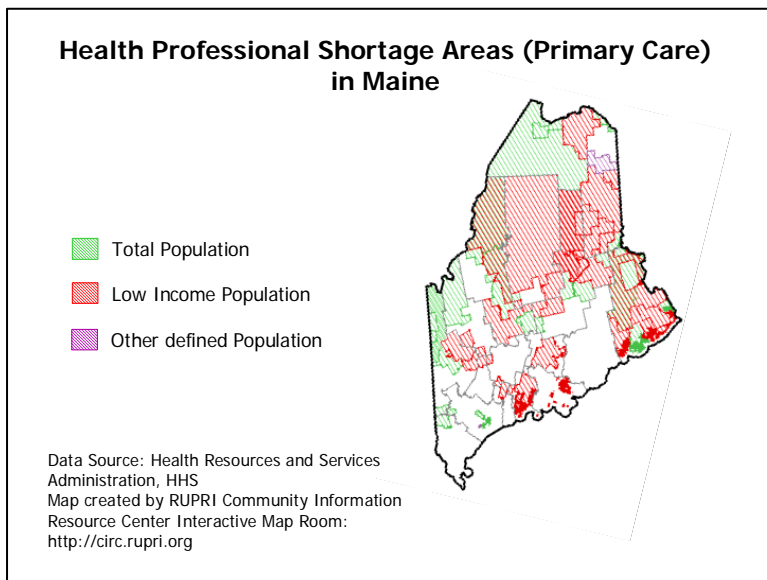 Health Professional Shortage Areas (Primary Care)
in Maine
Total Population
Low Income Population
Other defined Population
Data Source: Health Resources and Services
Administration, HHS
Map created by RUPRI Community Information
Resource Center Interactive Map Room:
http://circ.rupri.org